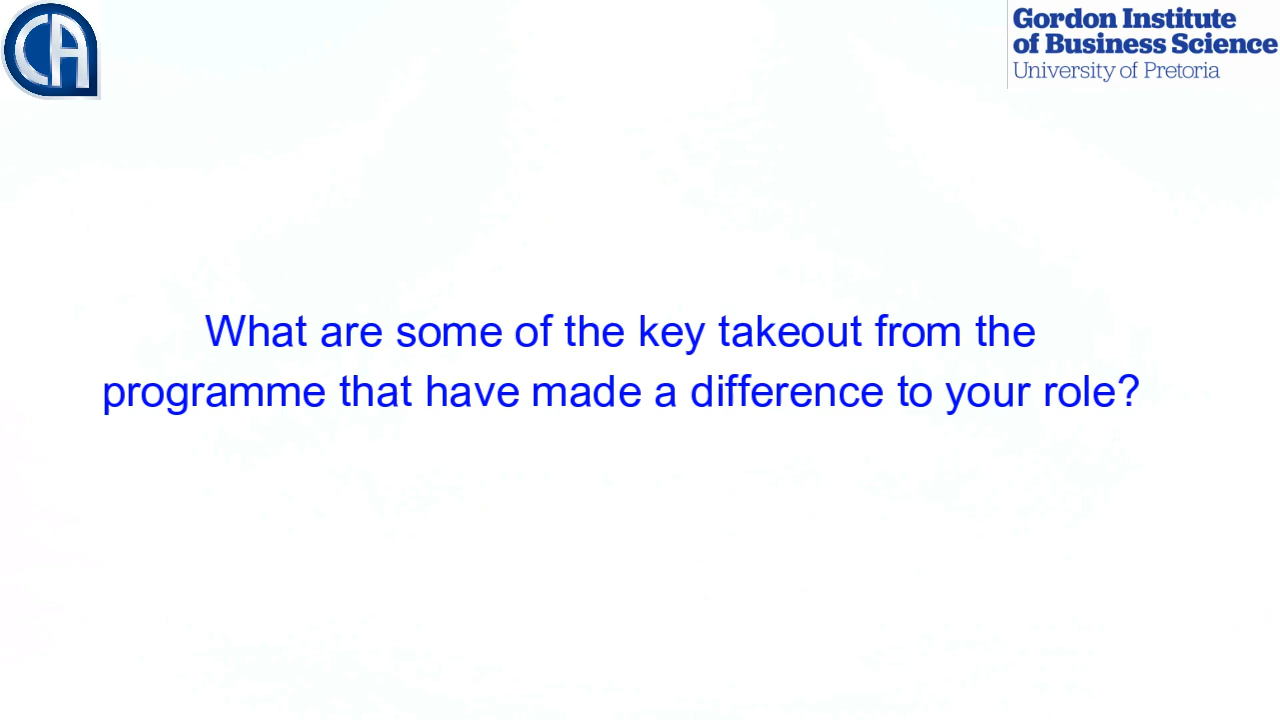 CA
Gordon Institute
of Business Science
University of Pretoria
What are some of the key takeout from the
programme that have made a difference to your role?